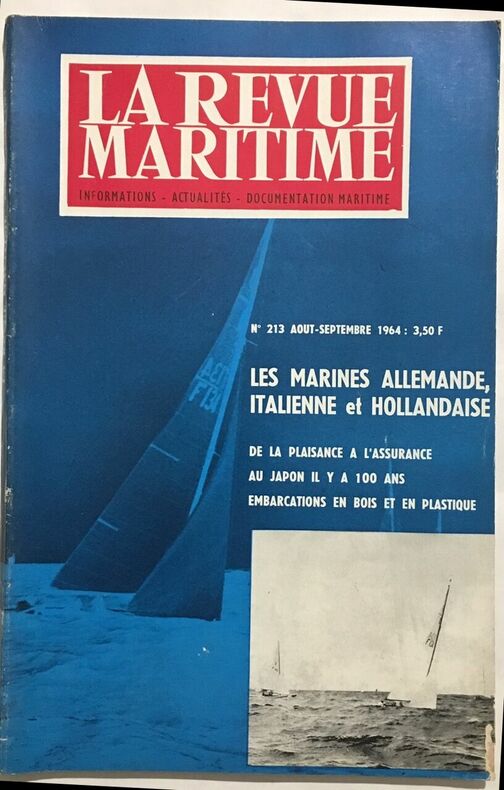 LA REVUE
MARITIME
INFORMATIONS - ACTUALITÉS - DOCUMENTATION MARITIME
N° 213 AOUT-SEPTEMBRE 1964 : 3,50 F
LES MARINES ALLEMANDE,
ITALIENNE et HOLLANDAISE
DE LA PLAISANCE A L'ASSURANCE
AU JAPON IL Y A 100 ANS
EMBARCATIONS EN BOIS ET EN PLASTIQUE